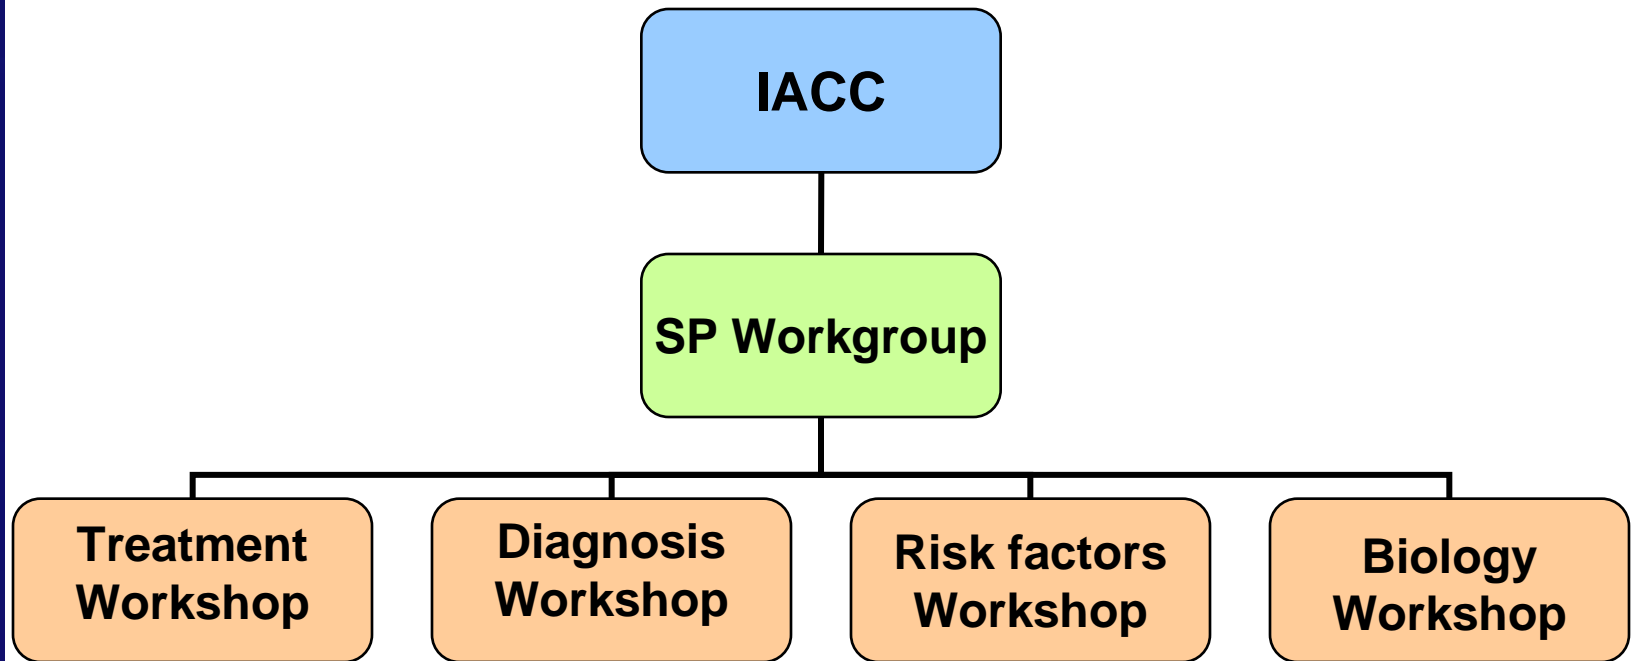 IACC
SP Workgroup
Treatment
Workshop
Diagnosis
Workshop
Risk factors
Workshop
Biology
Workshop